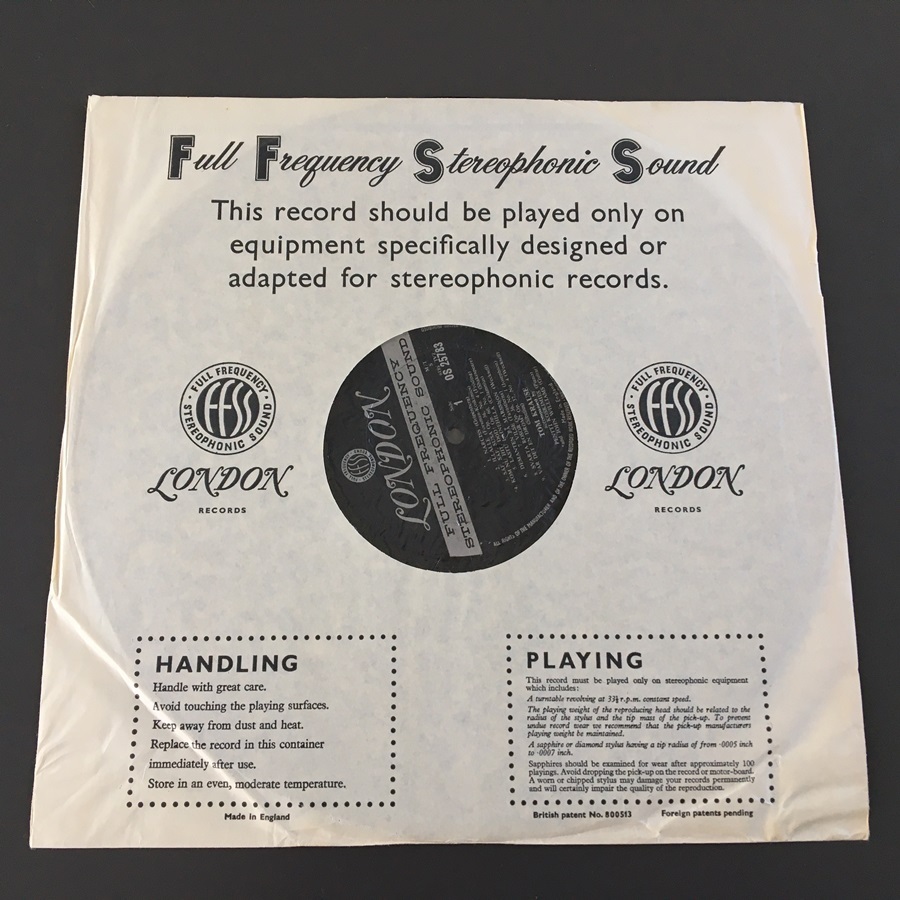 Full Frequency Stereophonic Sound
This record should be played only on
equipment specifically designed or
adapted for stereophonic records.
· FULL FREQUENCY ·
FFSS
STEREOPHONIC SOUND
LONDON
RECORDS
LONDON
FULL FREQUENCY
STEREOPHONIC SOUND
OS 25783
1
TOM KRAUSE
· FULL FREQUENCY ·
FFSS
STEREOPHONIC SOUND
LONDON
RECORDS
HANDLING
Handle with great care.
Avoid touching the playing surfaces.
Keep away from dust and heat.
Replace the record in this container
immediately after use.
Store in an even, moderate temperature.
Made in England
PLAYING
This record must be played only on stereophonic equipment
which includes:
A turntable revolving at 33⅓ r.p.m. constant speed.
The playing weight of the reproducing head should be related to the
radius of the stylus and the tip mass of the pick-up. To prevent
undue record wear we recommend that the pick-up manufacturers
playing weight be maintained.
A sapphire or diamond stylus having a tip radius of from ·0005 inch
to ·0007 inch.
Sapphires should be examined for wear after approximately 100
playings. Avoid dropping the pick-up on the record or motor-board.
A worn or chipped stylus may damage your records permanently
and will certainly impair the quality of the reproduction.
British patent No. 800513 Foreign patents pending